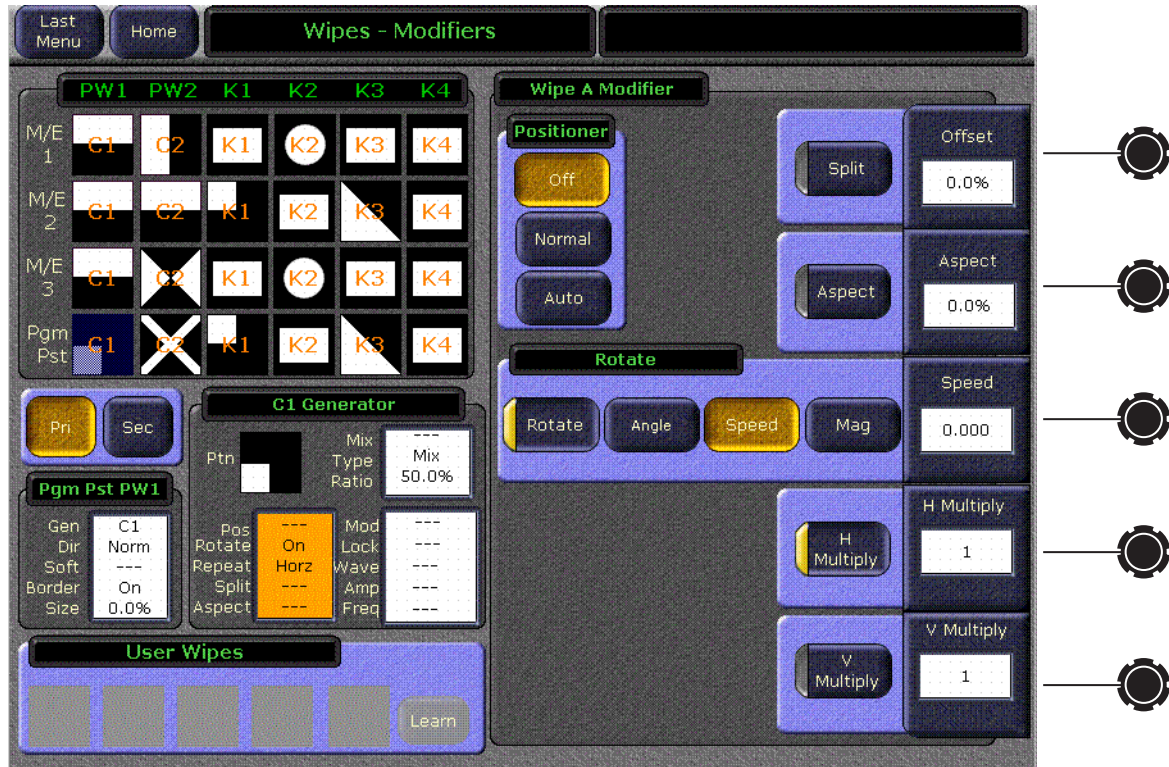 Last
Menu
Home
Wipes - Modifiers
PW1 PW2 K1 K2 K3 K4
M/E
1
C1 C2 K1 K2 K3 K4
M/E
2
C1 C2 K1 K2 K3 K4
M/E
3
C1 C2 K1 K2 K3 K4
Pgm
Pst
C1 C2 K1 K2 K3 K4
Pri
Sec
Pgm Pst PW1
Gen C1
Dir Norm
Soft ---
Border On
Size 0.0%
C1 Generator
Ptn
Mix ---
Type Mix
Ratio 50.0%
Pos ---
Rotate On
Repeat Horz
Split ---
Aspect ---
Mod ---
Lock ---
Wave ---
Amp ---
Freq ---
User Wipes
Learn
Wipe A Modifier
Positioner
Off
Normal
Auto
Split
Offset
0.0%
Aspect
Aspect
0.0%
Rotate
Rotate
Angle
Speed
Mag
Speed
0.000
H
Multiply
H Multiply
1
V
Multiply
V Multiply
1